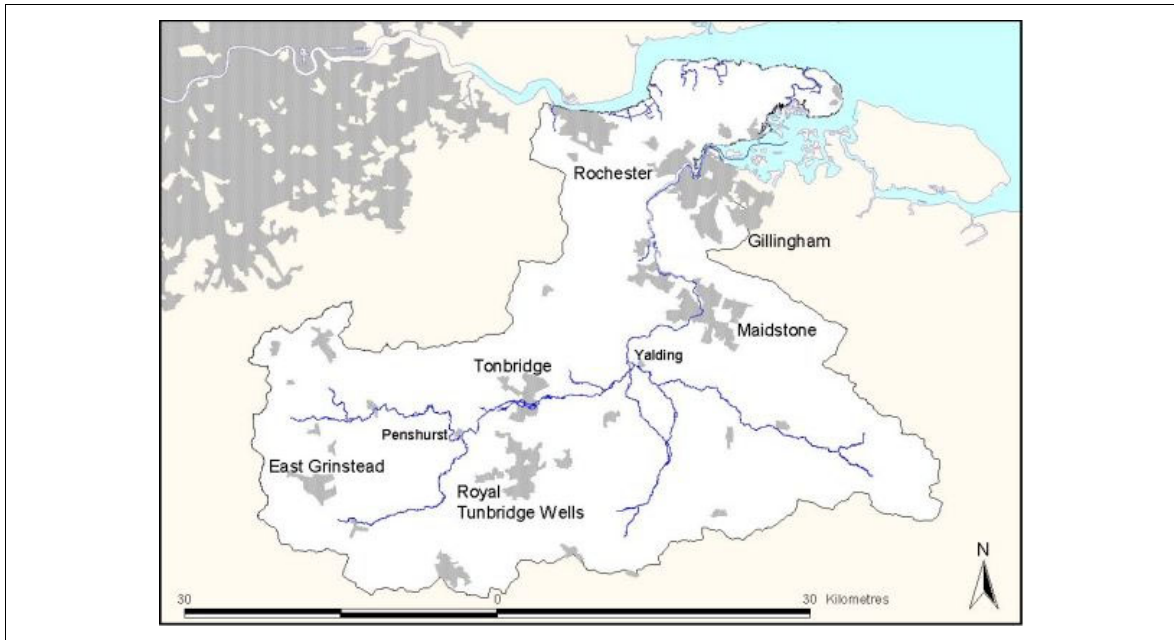 Rochester
Gillingham
Maidstone
Yalding
Tonbridge
Penshurst
East Grinstead
Royal
Tunbridge Wells
N
30 0 30 Kilometres